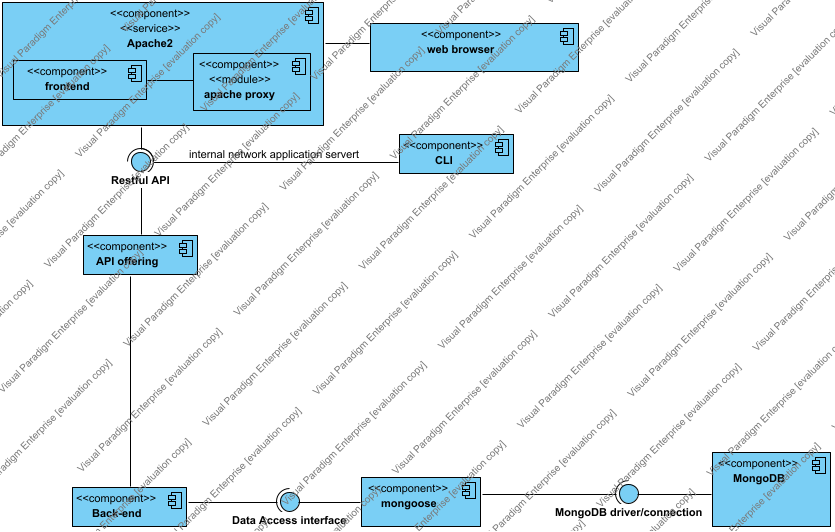 <<component>>
<<service>>
Apache2
<<component>>
frontend
<<component>>
<<module>>
apache proxy
<<component>>
web browser
internal network application servert
<<component>>
CLI
Restful API
<<component>>
API offering
<<component>>
Back-end
Data Access interface
<<component>>
mongoose
MongoDB driver/connection
<<component>>
MongoDB
Visual Paradigm Enterprise [evaluation copy]